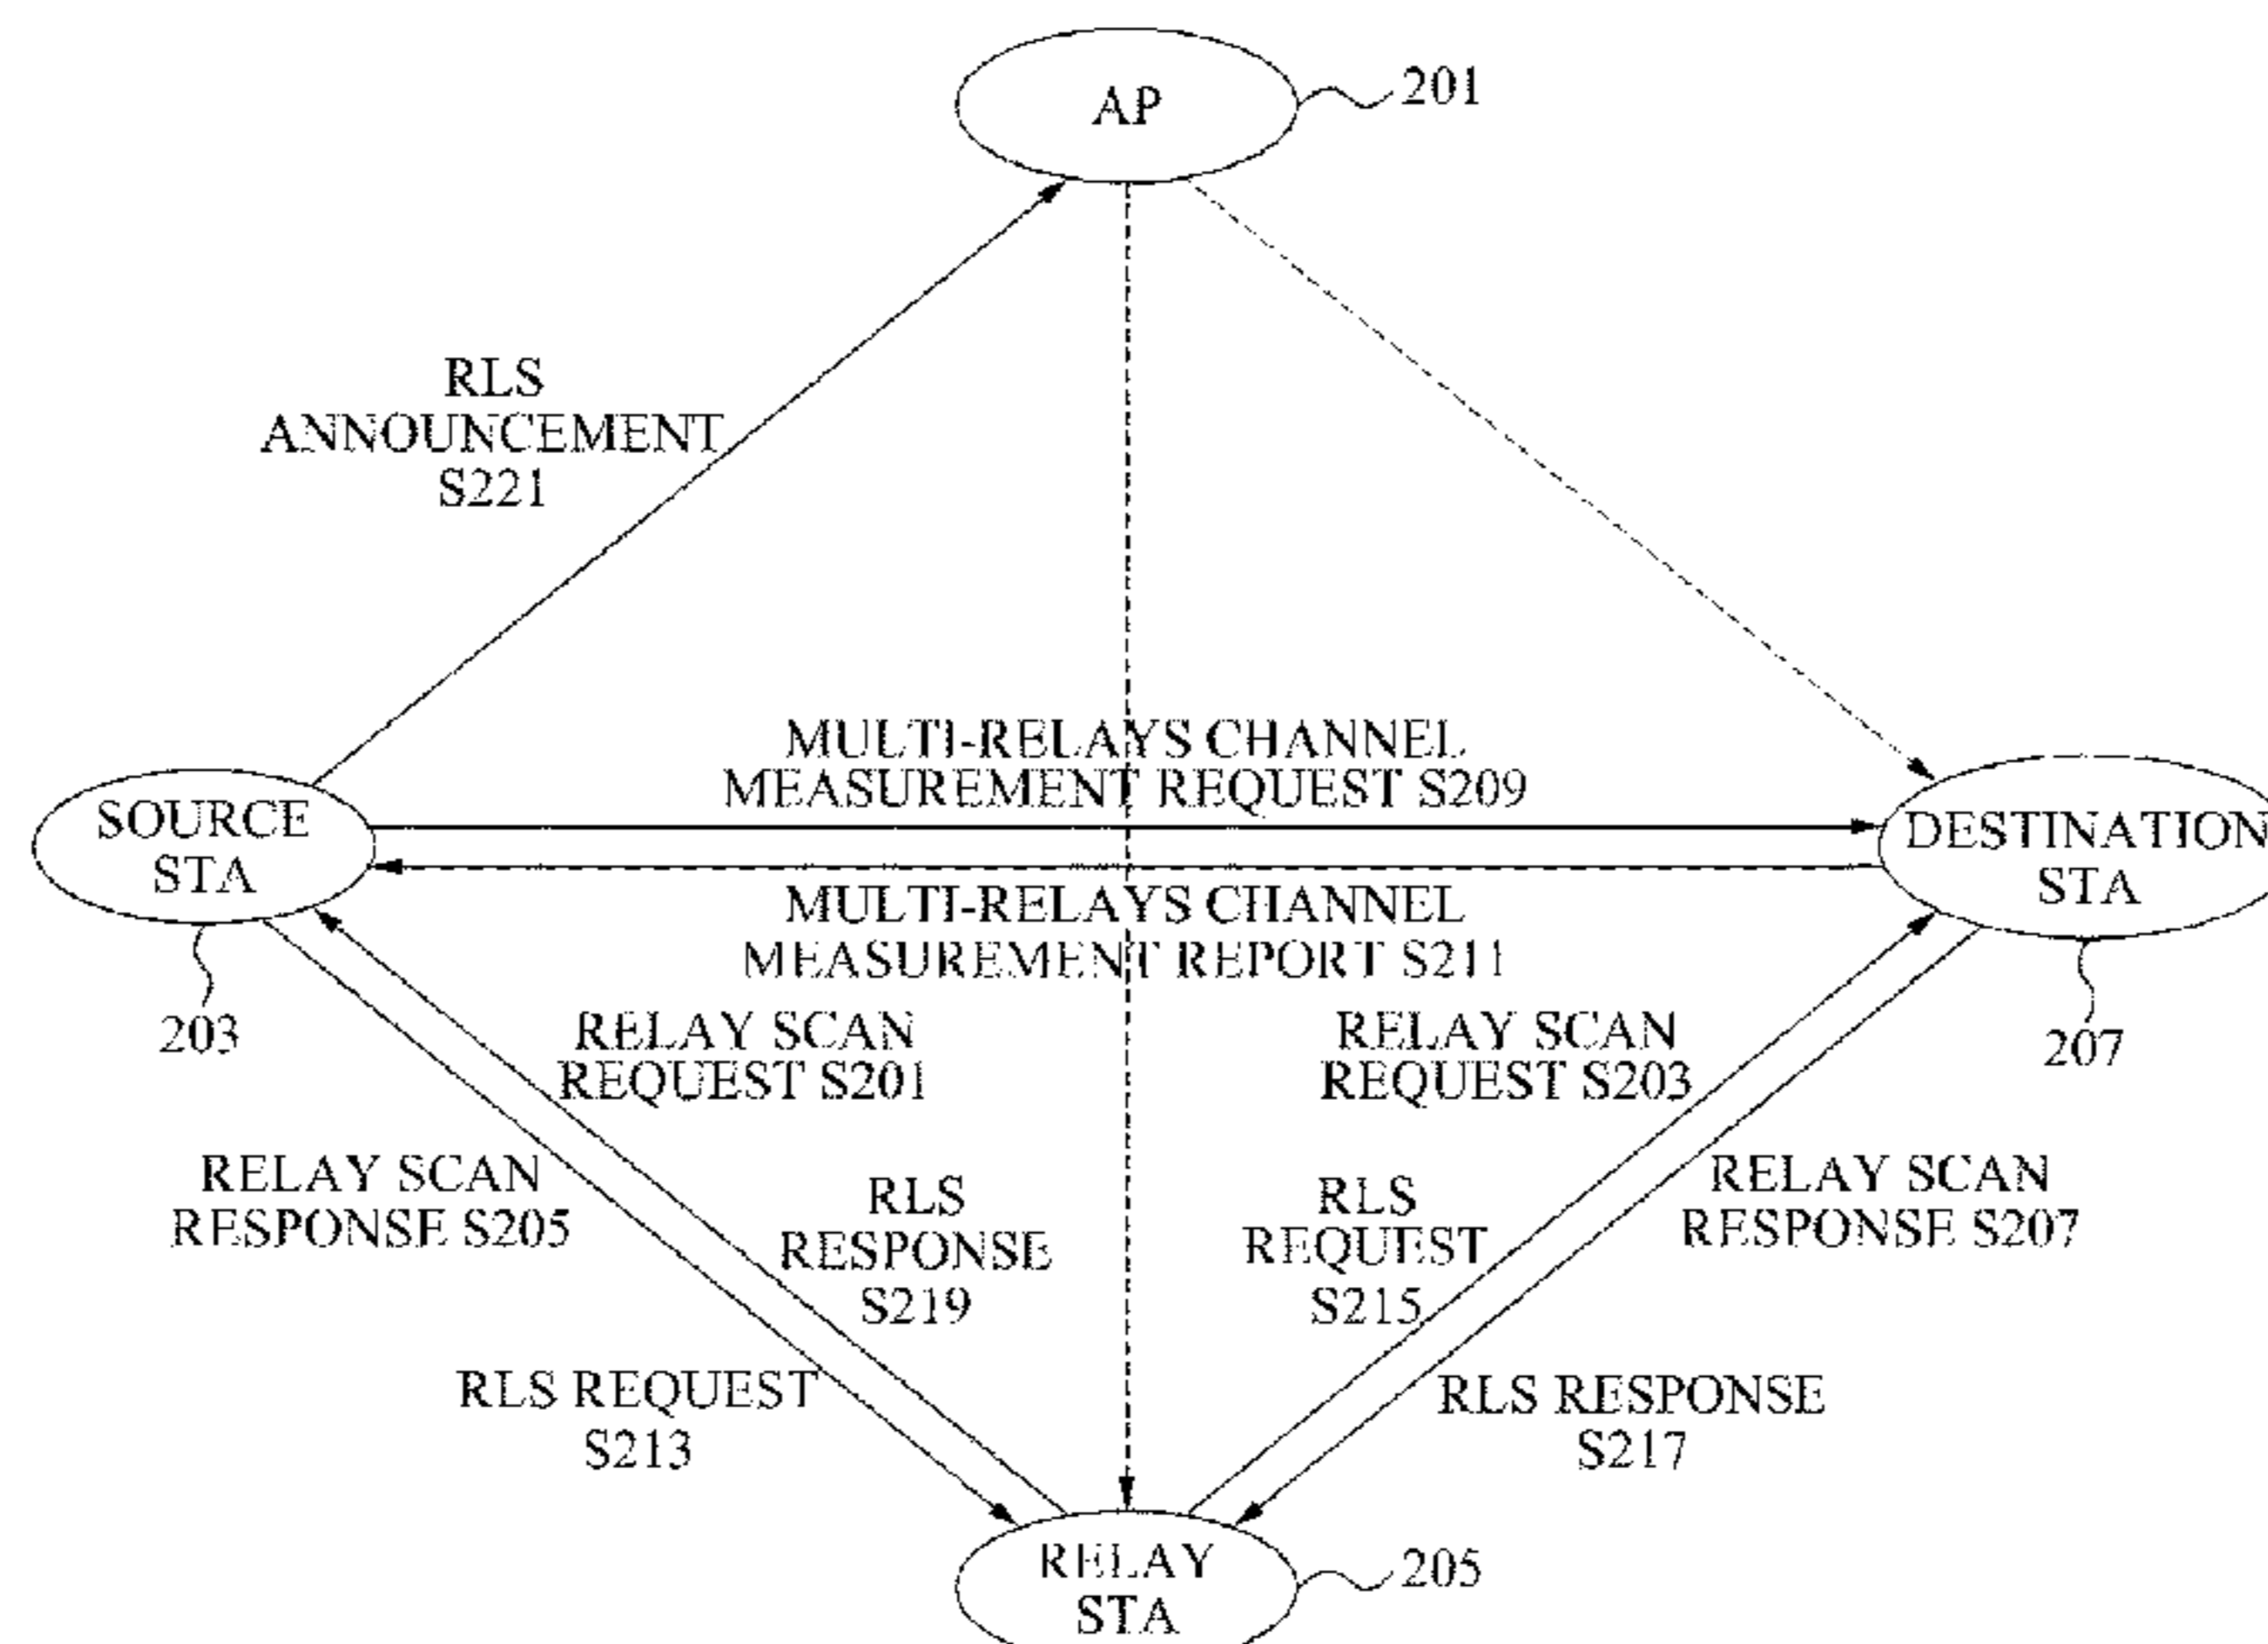 AP
201
RLS
ANNOUNCEMENT
S221
MULTI-RELAYS CHANNEL
MEASUREMENT REQUEST S209
SOURCE
STA
DESTINATION
STA
MULTI-RELAYS CHANNEL
MEASUREMENT REPORT S211
203
207
RELAY SCAN
REQUEST S201
RELAY SCAN
REQUEST S203
RELAY SCAN
RESPONSE S205
RLS
RESPONSE
S219
RLS
REQUEST
S215
RELAY SCAN
RESPONSE S207
RLS REQUEST
S213
RLS RESPONSE
S217
RELAY
STA
205